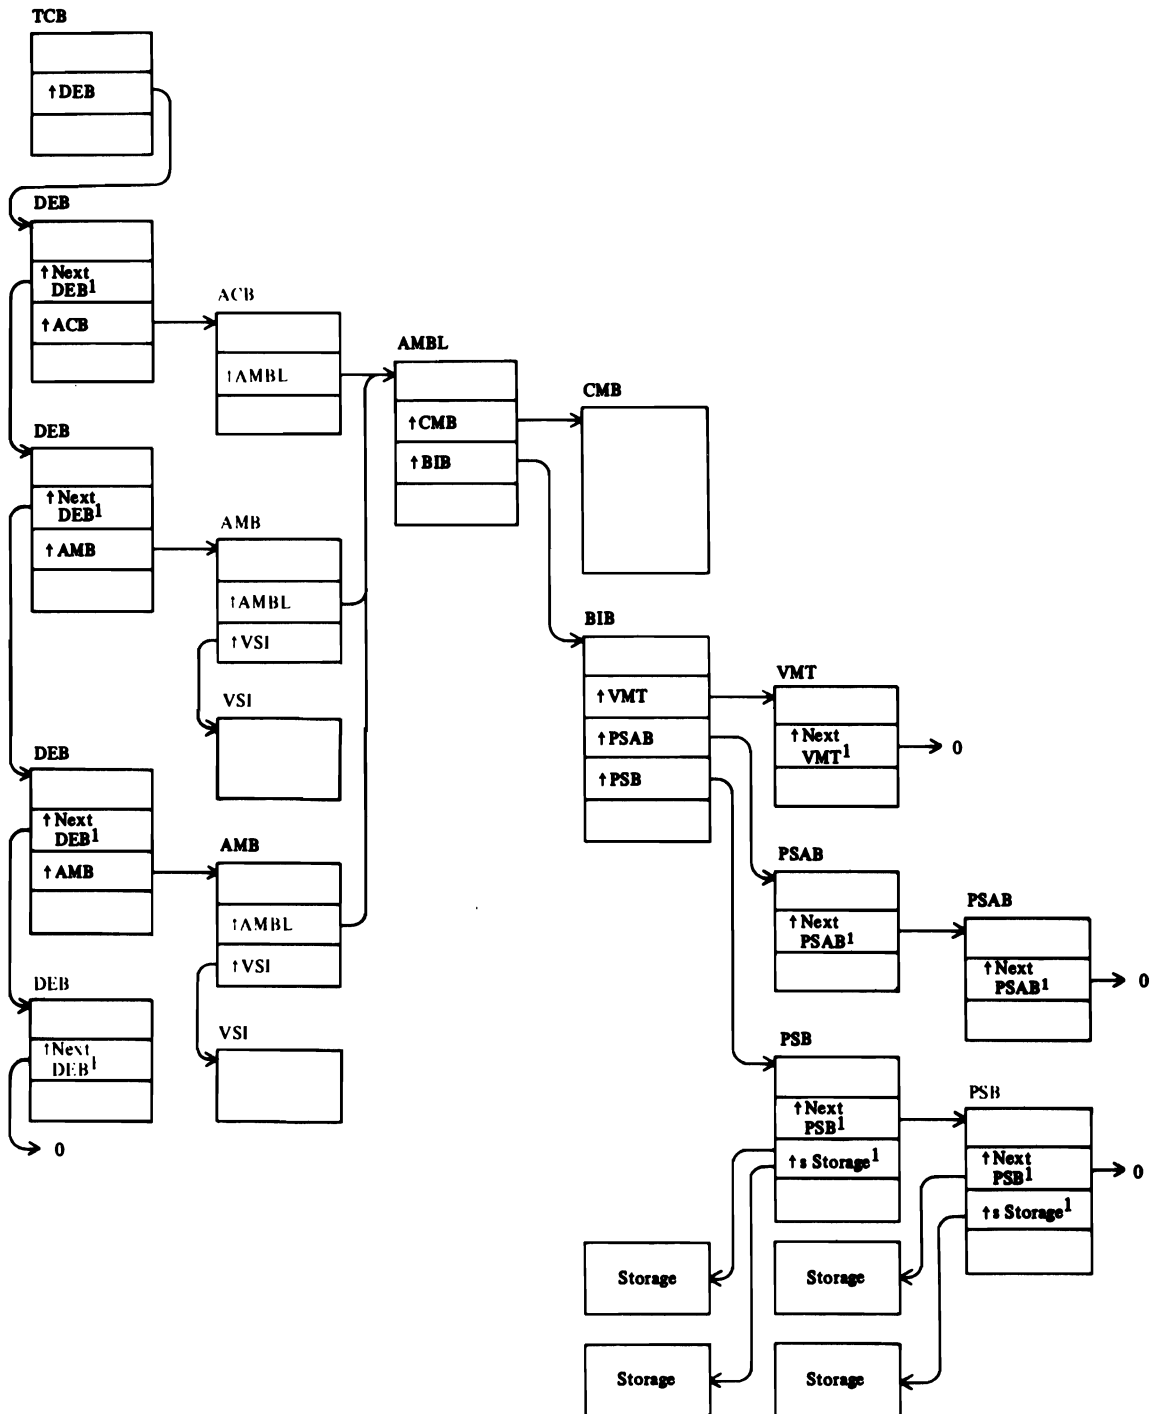 TCB
↑DEB
DEB
↑Next
DEB1
↑ACB
ACB
↑AMBL
AMBL
↑CMB
↑BIB
CMB
DEB
↑Next
DEB1
↑AMB
AMB
↑AMBL
↑VSI
VSI
BIB
↑VMT
↑PSAB
↑PSB
VMT
↑Next
VMT1
0
DEB
↑Next
DEB1
↑AMB
AMB
↑AMBL
↑VSI
VSI
PSAB
↑Next
PSAB1
PSAB
↑Next
PSAB1
0
DEB
↑Next
DEB1
0
PSB
↑Next
PSB1
↑s Storage1
PSB
↑Next
PSB1
↑s Storage1
0
Storage
Storage
Storage
Storage